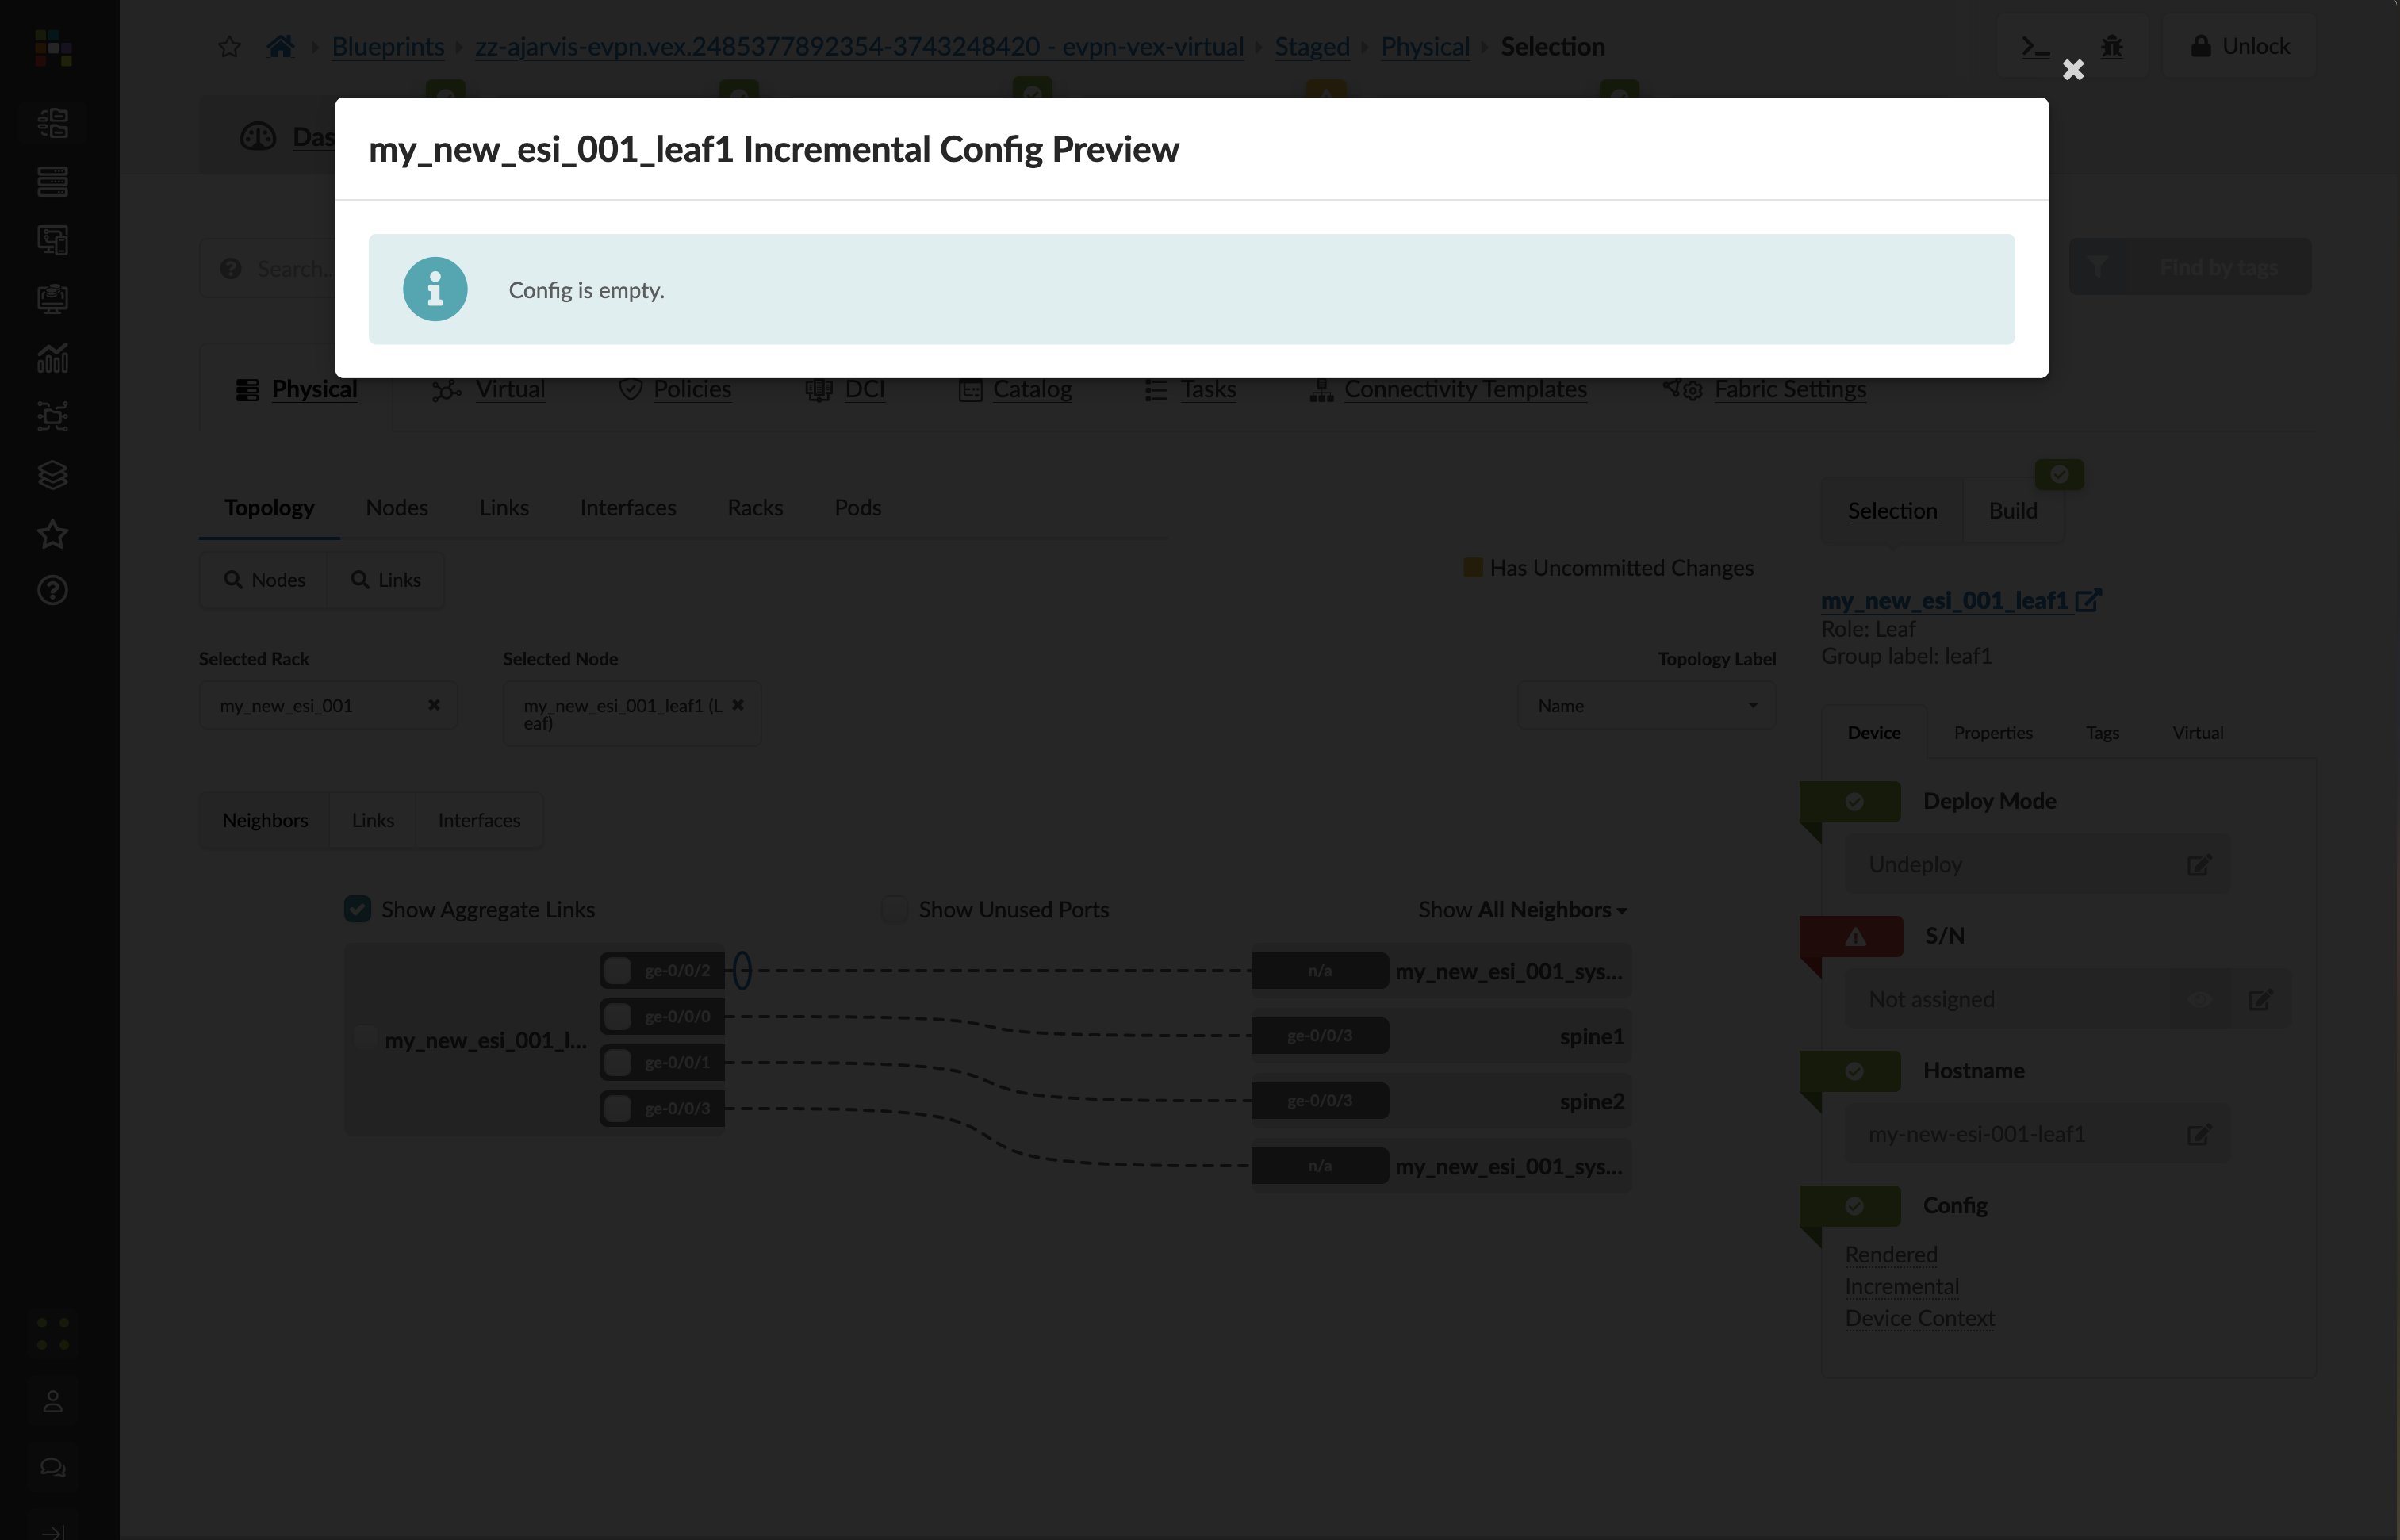 Blueprints zz-ajarvis-evpn.vex.2485377892354-3743248420 - evpn-vex-virtual Staged Physical Selection
Unlock
Das
my_new_esi_001_leaf1 Incremental Config Preview
Config is empty.
Search...
Find by tags
Physical Virtual Policies DCI Catalog Tasks Connectivity Templates Fabric Settings
Topology Nodes Links Interfaces Racks Pods
Nodes Links
Has Uncommitted Changes
Selected Rack Selected Node Topology Label
my_new_esi_001
my_new_esi_001_leaf1 (L
eaf)
Name
Neighbors Links Interfaces
Show Aggregate Links Show Unused Ports Show All Neighbors
my_new_esi_001_l...
ge-0/0/2
ge-0/0/0
ge-0/0/1
ge-0/0/3
n/a my_new_esi_001_sys...
ge-0/0/3 spine1
ge-0/0/3 spine2
n/a my_new_esi_001_sys...
Selection Build
my_new_esi_001_leaf1
Role: Leaf
Group label: leaf1
Device Properties Tags Virtual
Deploy Mode
Undeploy
S/N
Not assigned
Hostname
my-new-esi-001-leaf1
Config
Rendered
Incremental
Device Context